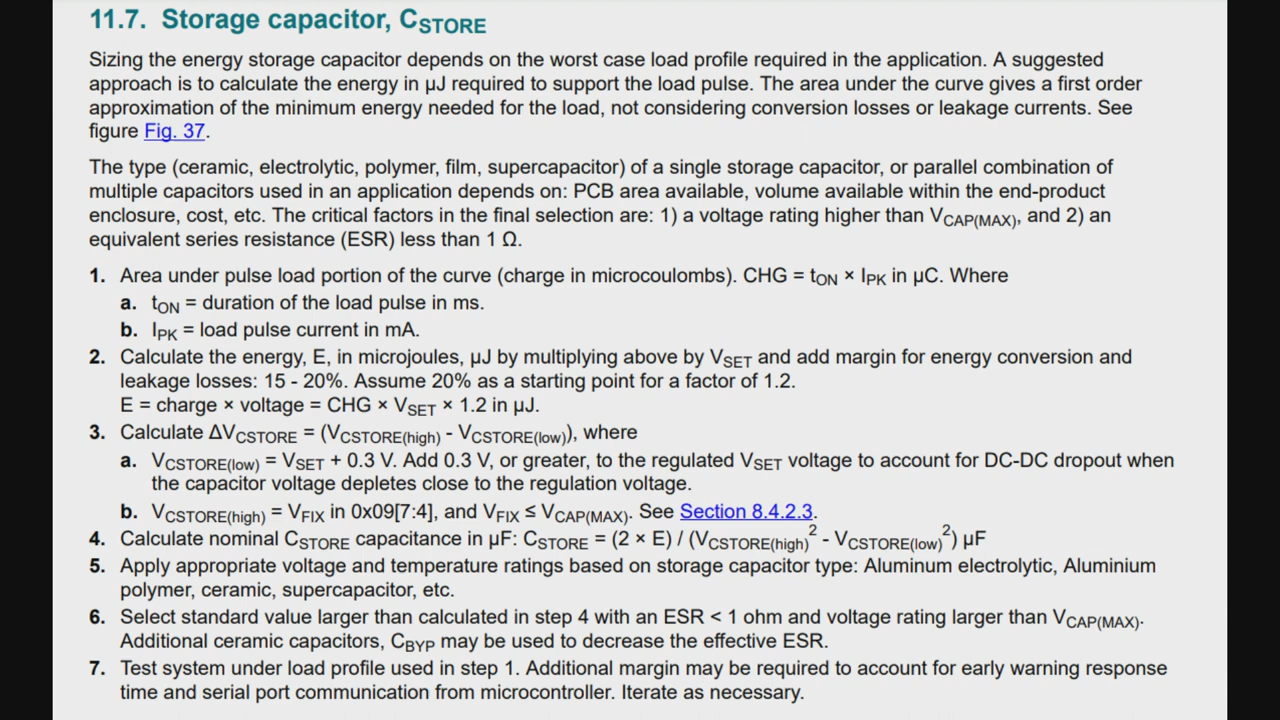 11.7. Storage capacitor, CSTORE
Sizing the energy storage capacitor depends on the worst case load profile required in the application. A suggested
approach is to calculate the energy in µJ required to support the load pulse. The area under the curve gives a first order
approximation of the minimum energy needed for the load, not considering conversion losses or leakage currents. See
figure Fig. 37.
The type (ceramic, electrolytic, polymer, film, supercapacitor) of a single storage capacitor, or parallel combination of
multiple capacitors used in an application depends on: PCB area available, volume available within the end-product
enclosure, cost, etc. The critical factors in the final selection are: 1) a voltage rating higher than VCAP(MAX), and 2) an
equivalent series resistance (ESR) less than 1 Ω.
1. Area under pulse load portion of the curve (charge in microcoulombs). CHG = tON × IPK in µC. Where
a. tON = duration of the load pulse in ms.
b. IPK = load pulse current in mA.
2. Calculate the energy, E, in microjoules, µJ by multiplying above by VSET and add margin for energy conversion and
leakage losses: 15 - 20%. Assume 20% as a starting point for a factor of 1.2.
E = charge × voltage = CHG × VSET × 1.2 in µJ.
3. Calculate ΔVCSTORE = (VCSTORE(high) - VCSTORE(low)), where
a. VCSTORE(low) = VSET + 0.3 V. Add 0.3 V, or greater, to the regulated VSET voltage to account for DC-DC dropout when
the capacitor voltage depletes close to the regulation voltage.
b. VCSTORE(high) = VFIX in 0x09[7:4], and VFIX ≤ VCAP(MAX). See Section 8.4.2.3.
4. Calculate nominal CSTORE capacitance in µF: CSTORE = (2 × E) / (VCSTORE(high)² - VCSTORE(low)²) µF
5. Apply appropriate voltage and temperature ratings based on storage capacitor type: Aluminum electrolytic, Aluminium
polymer, ceramic, supercapacitor, etc.
6. Select standard value larger than calculated in step 4 with an ESR < 1 ohm and voltage rating larger than VCAP(MAX).
Additional ceramic capacitors, CBYP may be used to decrease the effective ESR.
7. Test system under load profile used in step 1. Additional margin may be required to account for early warning response
time and serial port communication from microcontroller. Iterate as necessary.